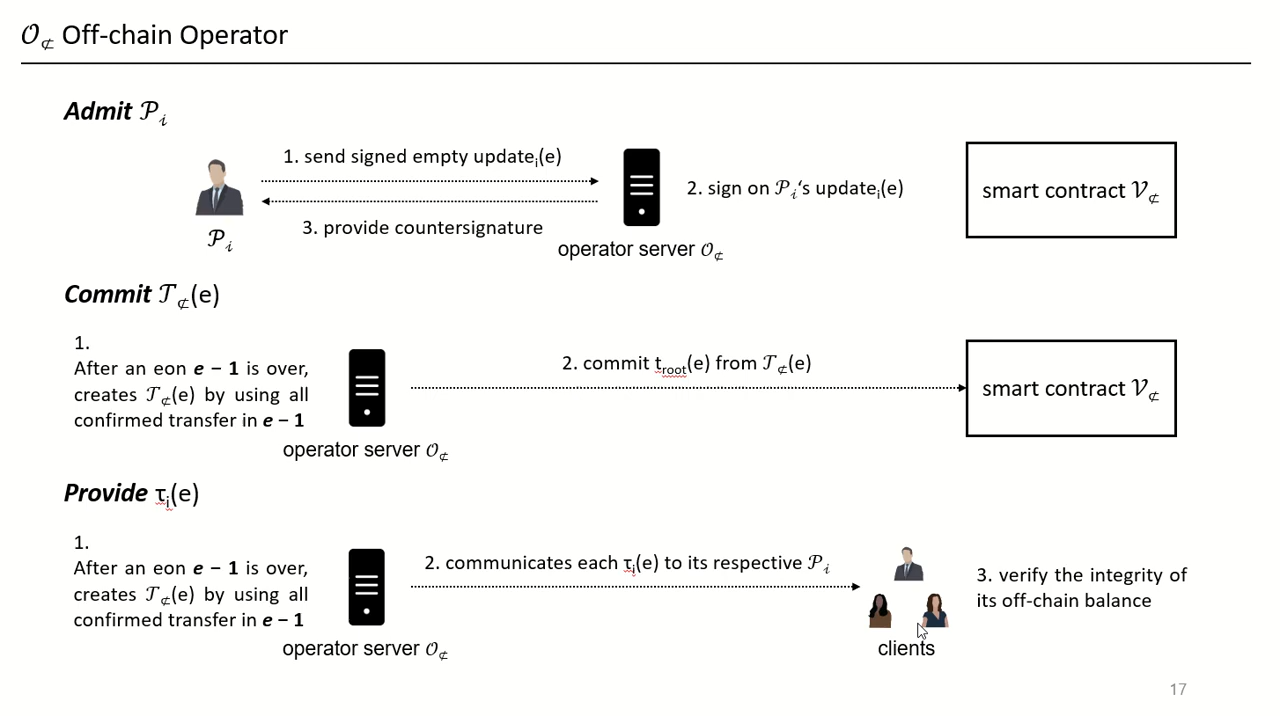 𝒪⊄ Off-chain Operator
Admit 𝒫𝑖
1. send signed empty updateᵢ(e)
2. sign on 𝒫𝑖's updateᵢ(e)
smart contract 𝒱⊄
3. provide countersignature
𝒫𝑖
operator server 𝒪⊄
Commit 𝒯⊄(e)
1.
After an eon e − 1 is over,
creates 𝒯⊄(e) by using all
confirmed transfer in e − 1
operator server 𝒪⊄
2. commit t_root(e) from 𝒯⊄(e)
smart contract 𝒱⊄
Provide τᵢ(e)
1.
After an eon e − 1 is over,
creates 𝒯⊄(e) by using all
confirmed transfer in e − 1
operator server 𝒪⊄
2. communicates each τᵢ(e) to its respective 𝒫𝑖
clients
3. verify the integrity of
its off-chain balance
17